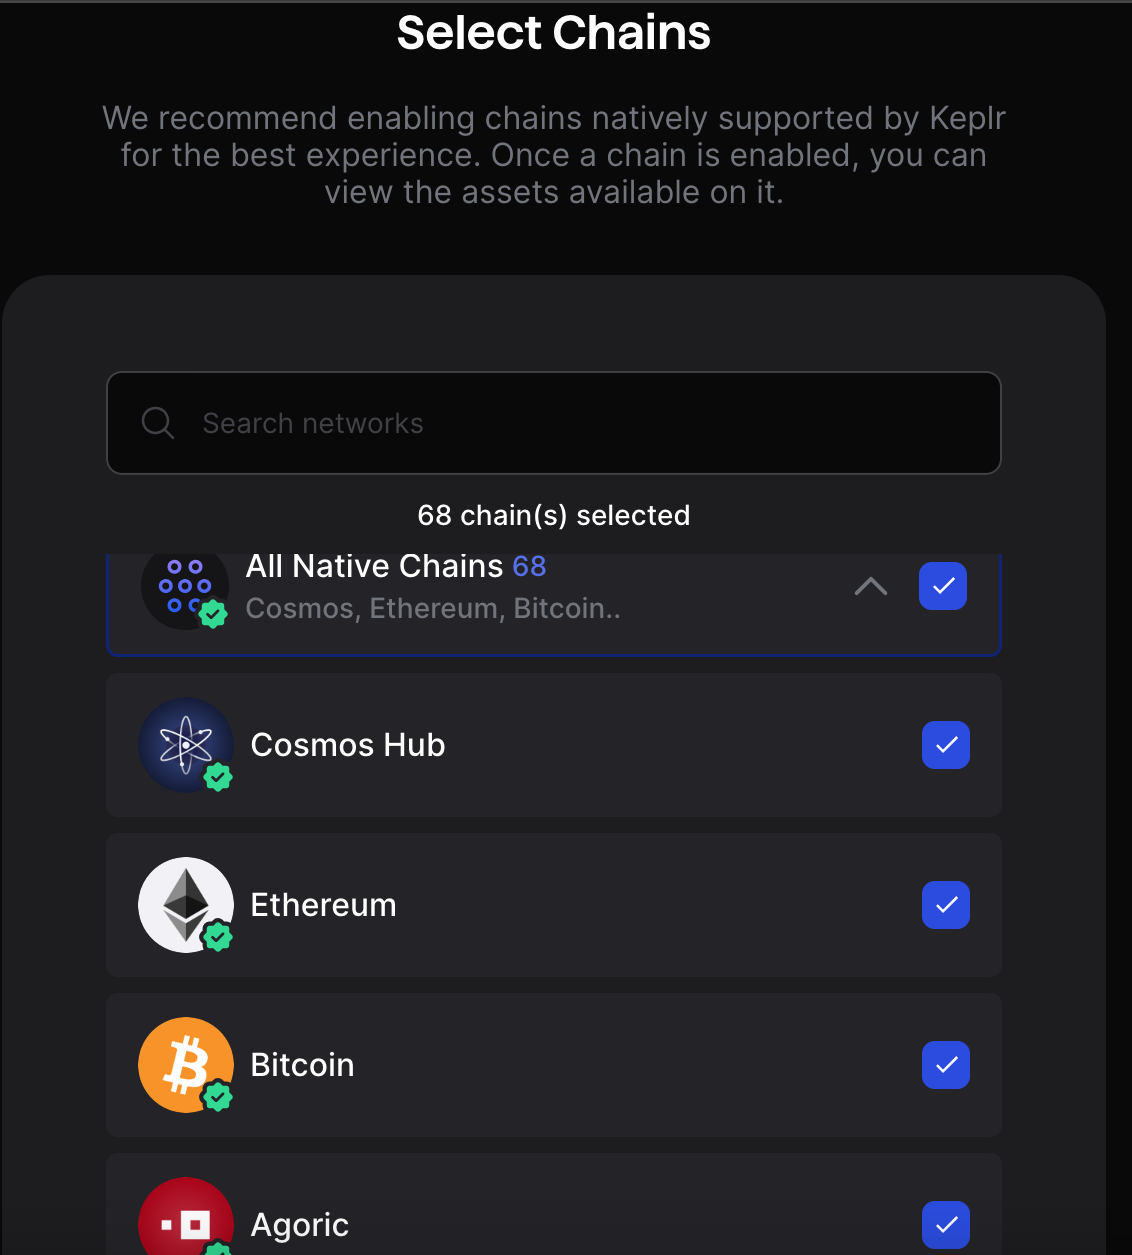 Select Chains
We recommend enabling chains natively supported by Keplr
for the best experience. Once a chain is enabled, you can
view the assets available on it.
Search networks
68 chain(s) selected
All Native Chains 68
Cosmos, Ethereum, Bitcoin..
Cosmos Hub
Ethereum
Bitcoin
Agoric